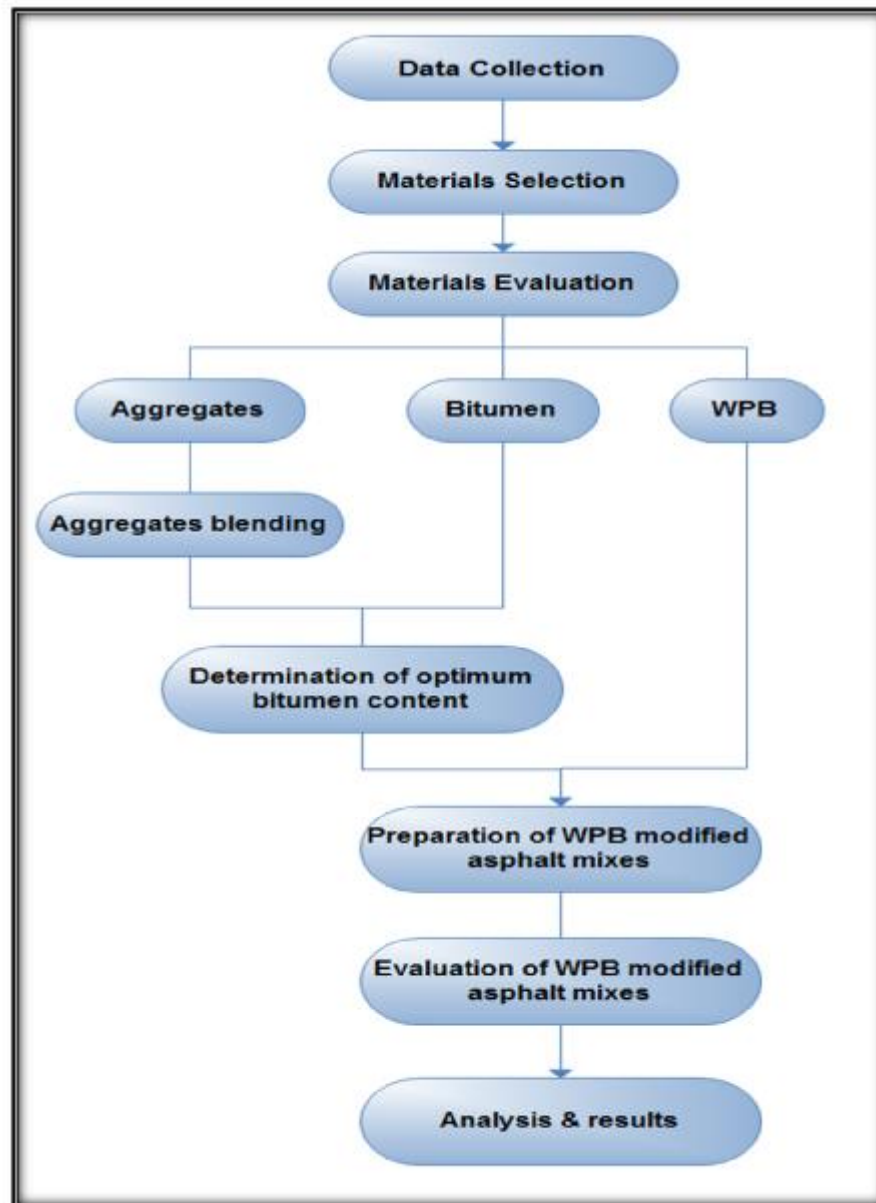 Data Collection
Materials Selection
Materials Evaluation
Aggregates
Bitumen
WPB
Aggregates blending
Determination of optimum
bitumen content
Preparation of WPB modified
asphalt mixes
Evaluation of WPB modified
asphalt mixes
Analysis & results